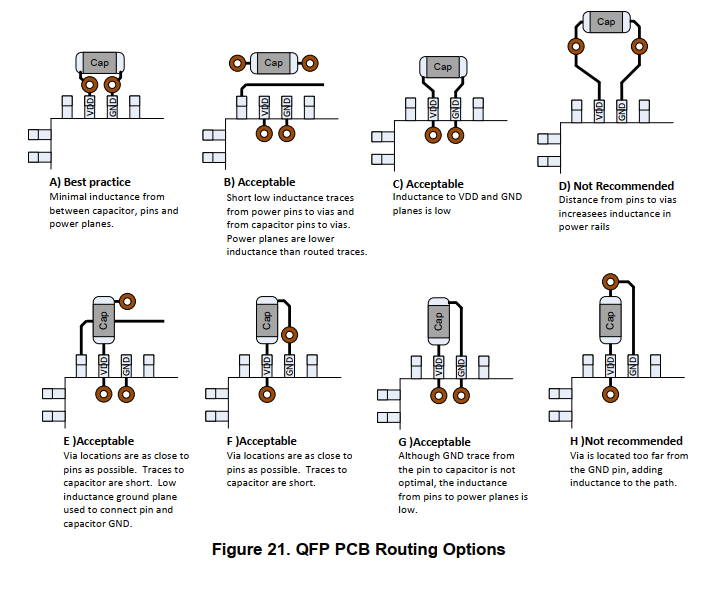 Cap
Cap
Cap
Cap
VDD
GND
VDD
GND
VDD
GND
VDD
GND
A) Best practice
Minimal inductance from
between capacitor, pins and
power planes.
B) Acceptable
Short low inductance traces
from power pins to vias and
from capacitor pins to vias.
Power planes are lower
inductance than routed traces.
C) Acceptable
Inductance to VDD and GND
planes is low
D) Not Recommended
Distance from pins to vias
increasees inductance in
power rails
Cap
Cap
Cap
Cap
VDD
GND
VDD
GND
VDD
GND
VDD
GND
E )Acceptable
Via locations are as close to
pins as possible. Traces to
capacitor are short. Low
inductance ground plane
used to connect pin and
capacitor GND.
F )Acceptable
Via locations are as close to
pins as possible. Traces to
capacitor are short.
G )Acceptable
Although GND trace from
the pin to capacitor is not
optimal, the inductance
from pins to power planes is
low.
H )Not recommended
Via is located too far from
the GND pin, adding
inductance to the path.
Figure 21. QFP PCB Routing Options